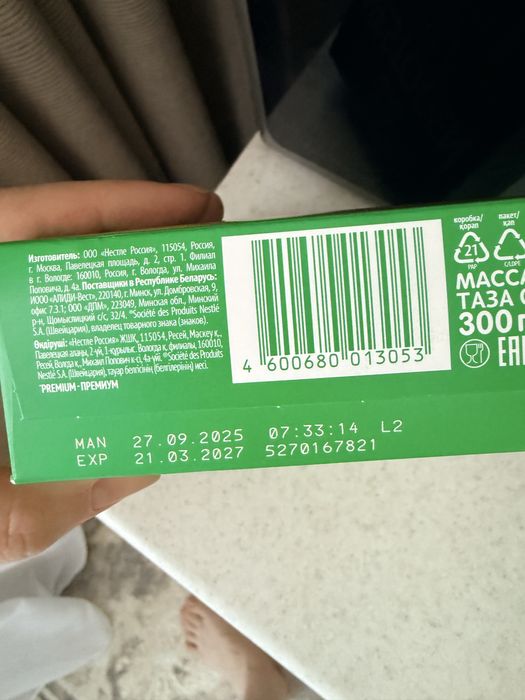 Изготовитель: ООО «Нестле Россия», 115054, Россия,
г. Москва, Павелецкая площадь, д. 2, стр. 1. Филиал
в г. Вологде: 160010, Россия, г. Вологда, ул. Михаила
Поповича, д. 4а. Поставщики в Республике Беларусь:
ИООО «АЛИДИ-Вест», 220140, г. Минск, ул. Домбровская, 9,
офис 7.3.1; ООО «ДПМ», 223049, Минская обл., Минский
р-н, Щомыслицкий с/с, 32/4, °Société des Produits Nestlé
S.A. (Швейцария), владелец товарного знака (знаков).
Өндіруші: «Нестле Россия» ЖШҚ, 115054, Ресей, Мәскеу қ.,
Павелецкая алаңы, 2-үй, 1-құрылыс. Вологда қ. филиалы, 160010,
Ресей, Вологда қ., Михаил Попович к-сі, 4а-үйі. °Société des Produits
Nestlé S.A. (Швейцария), тауар белгісінің (белгілерінің) иесі.
*PREMIUM-ПРЕМИУМ
4 600680 013053
коробка/
қорап
21
PAP
пакет/
қап
C/LDPE
МАССА
ТАЗА
300 г
EAC
MAN 27.09.2025 07:33:14 L2
EXP 21.03.2027 5270167821